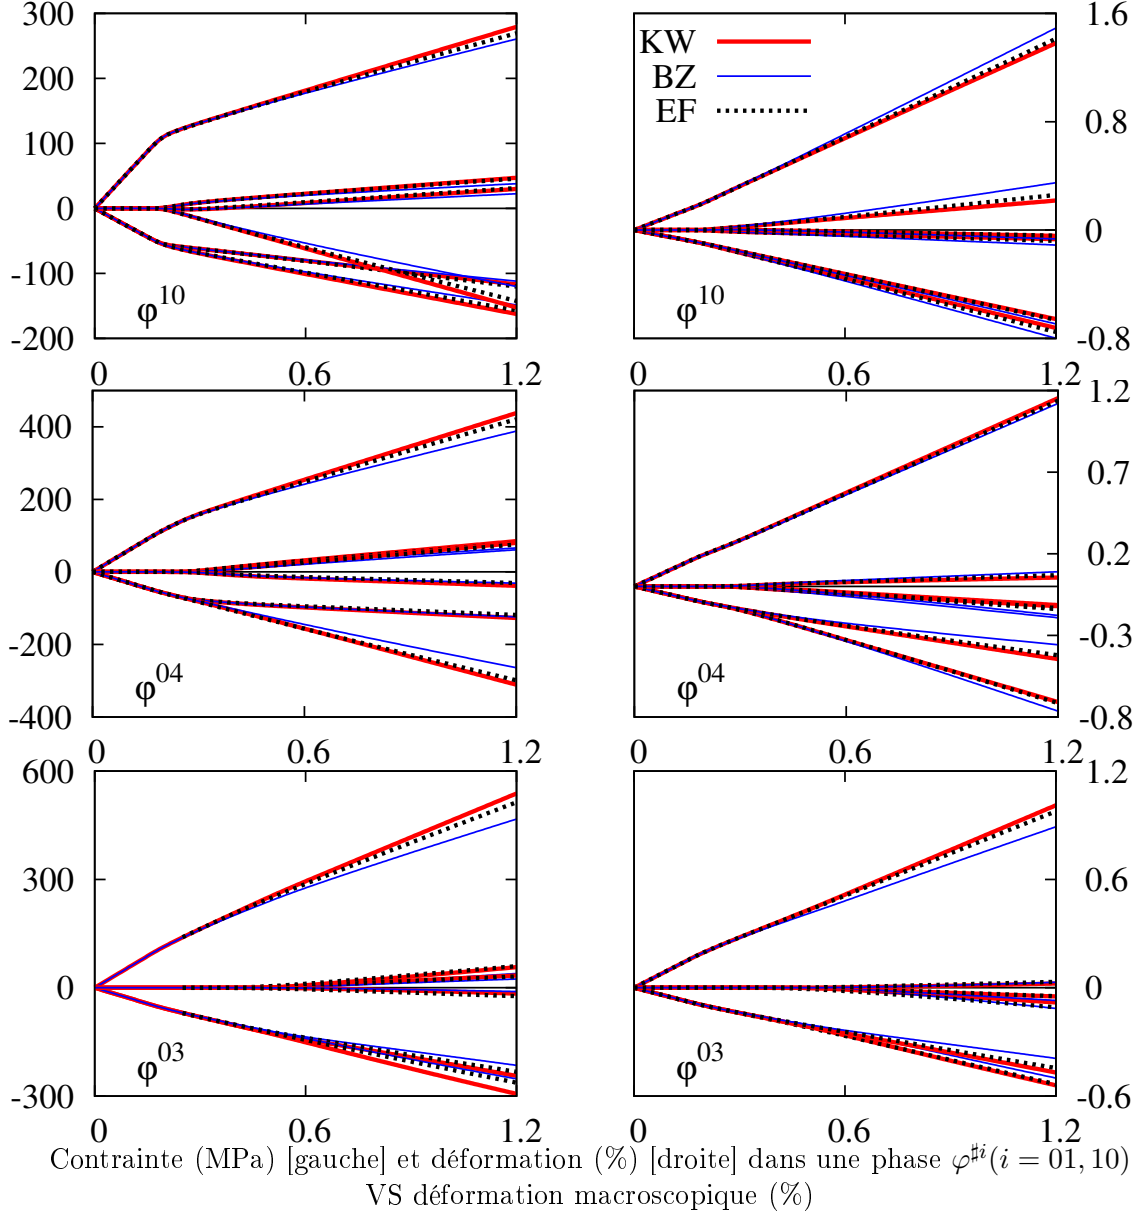 300 1.6
200 KW
BZ
100 EF 0.8
0 0
-100
φ¹⁰ φ¹⁰
-200 -0.8
0 0.6 1.2 0 0.6 1.2
1.2
400
200 0.7
0 0.2
-200 -0.3
φ⁰⁴ φ⁰⁴
-400 -0.8
0 0.6 1.2 0 0.6 1.2
600 1.2
300 0.6
0 0
φ⁰³ φ⁰³
-300 -0.6
0 0.6 1.2 0 0.6 1.2
Contrainte (MPa) [gauche] et déformation (%) [droite] dans une phase φ^♯i(i = 01, 10)
VS déformation macroscopique (%)